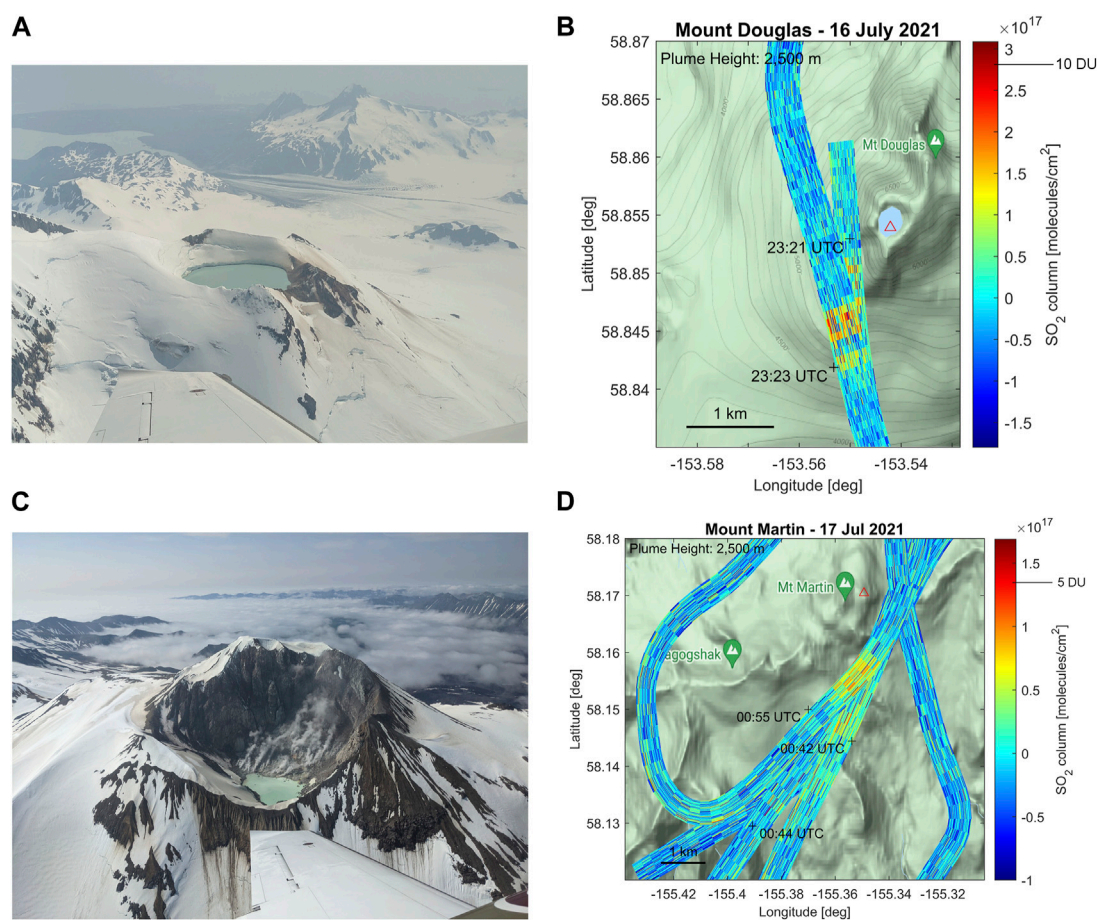 A
B
Mount Douglas - 16 July 2021
Plume Height: 2,500 m
58.87
58.865
58.86
58.855
58.85
58.845
58.84
Latitude [deg]
Mt Douglas
23:21 UTC
23:23 UTC
1 km
-153.58
-153.56
-153.54
Longitude [deg]
×10^17
3
10 DU
2.5
2
1.5
1
0.5
0
-0.5
-1
-1.5
SO2 column [molecules/cm2]
C
D
Mount Martin - 17 Jul 2021
Plume Height: 2,500 m
58.18
58.17
58.16
58.15
58.14
58.13
Latitude [deg]
Mt Martin
agogshak
00:55 UTC
00:42 UTC
00:44 UTC
1 km
-155.42
-155.4
-155.38
-155.36
-155.34
-155.32
Longitude [deg]
×10^17
1.5
5 DU
1
0.5
0
-0.5
-1
SO2 column [molecules/cm2]